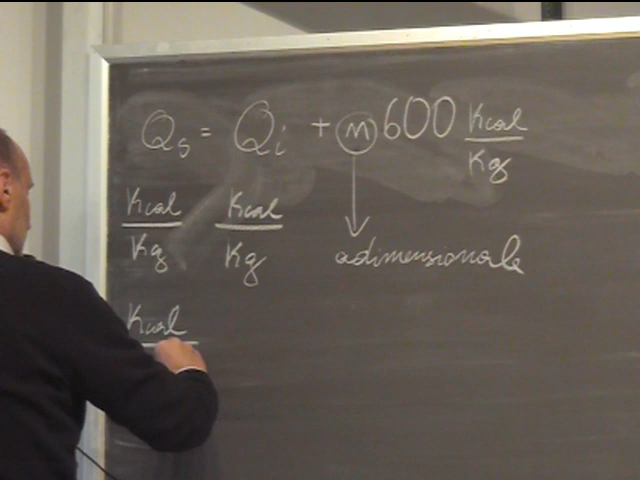 Qs = Qi + m 600 Kcal/Kg
Kcal/Kg Kcal/Kg adimensionale
Kcal